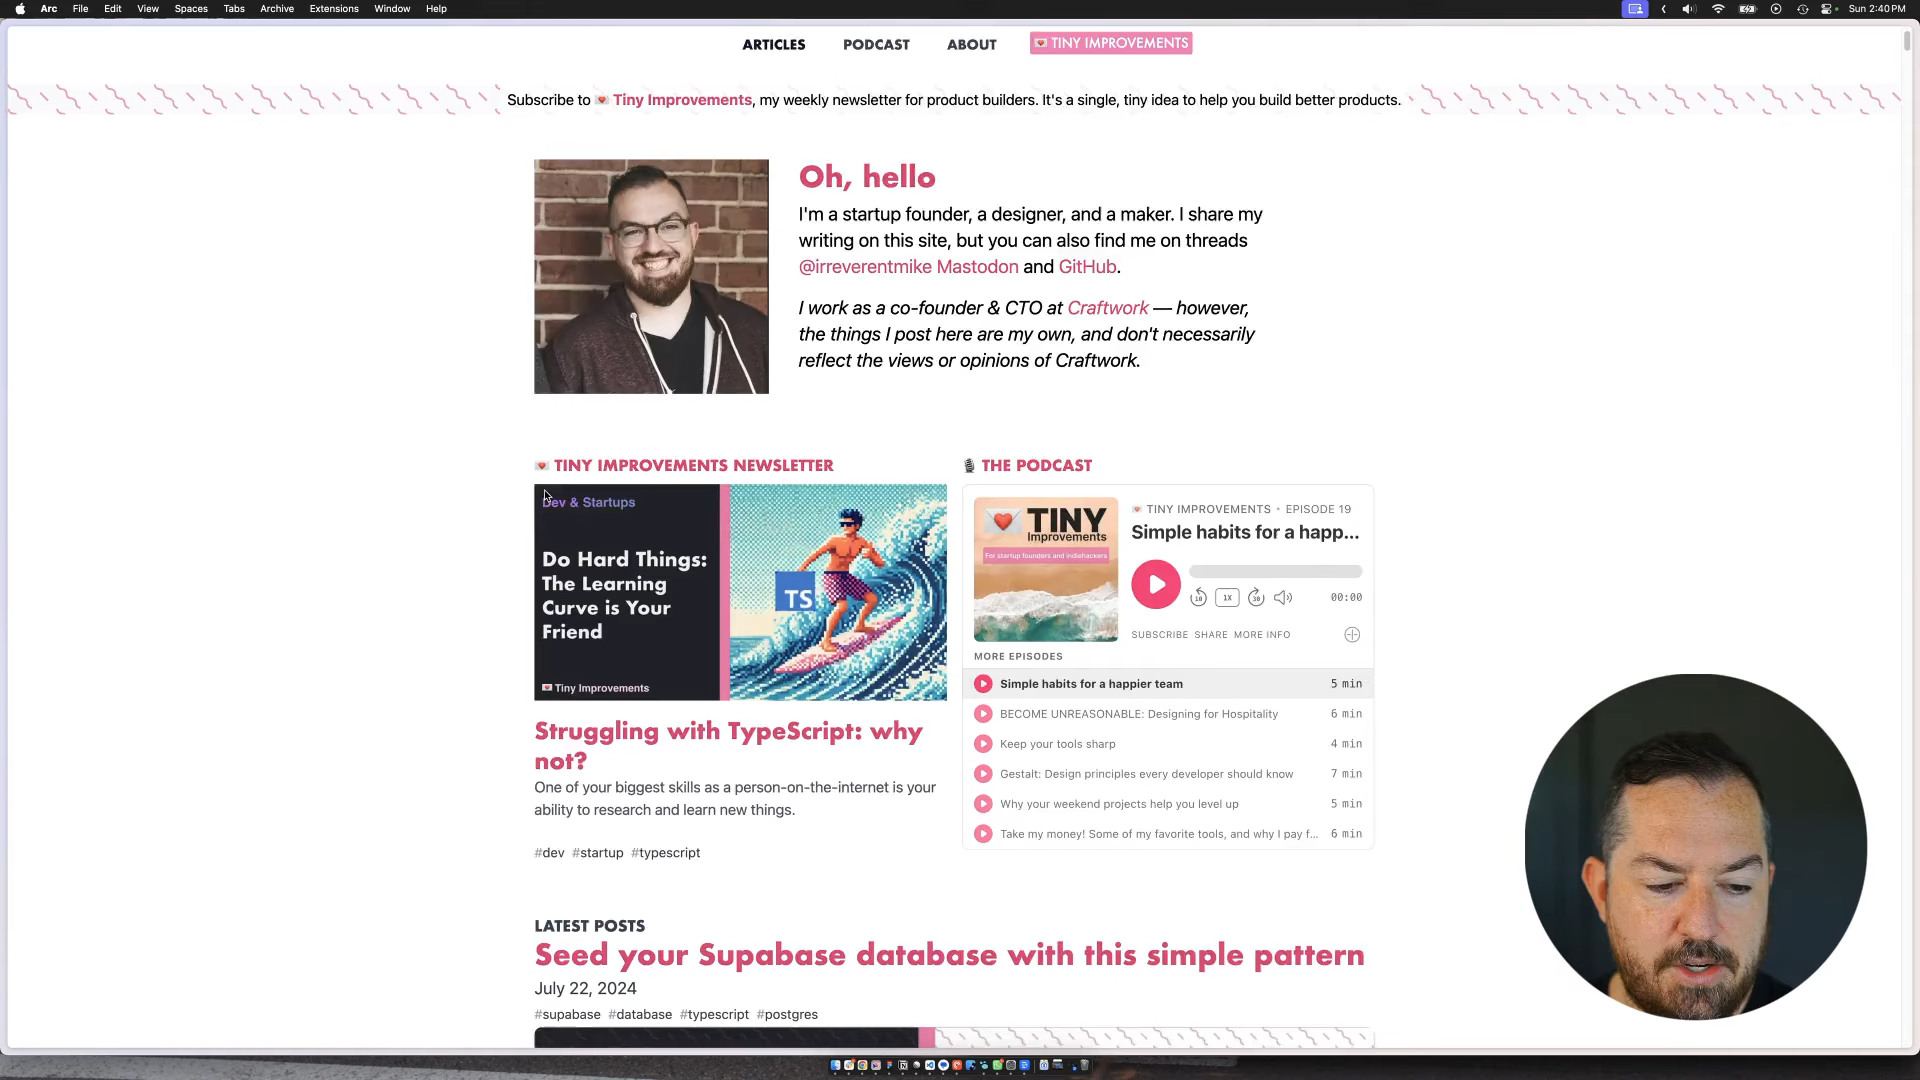 Arc File Edit View Spaces Tabs Archive Extensions Window Help Sun 2:40 PM
ARTICLES PODCAST ABOUT TINY IMPROVEMENTS
Subscribe to 💌 Tiny Improvements, my weekly newsletter for product builders. It's a single, tiny idea to help you build better products.
Oh, hello
I'm a startup founder, a designer, and a maker. I share my
writing on this site, but you can also find me on threads
@irreverentmike Mastodon and GitHub.
I work as a co-founder & CTO at Craftwork — however,
the things I post here are my own, and don't necessarily
reflect the views or opinions of Craftwork.
💌 TINY IMPROVEMENTS NEWSLETTER
Dev & Startups
Do Hard Things:
The Learning
Curve is Your
Friend
TS
💌 Tiny Improvements
Struggling with TypeScript: why
not?
One of your biggest skills as a person-on-the-internet is your
ability to research and learn new things.
#dev #startup #typescript
🎙 THE PODCAST
TINY
Improvements
For startup founders and indiehackers
💌 TINY IMPROVEMENTS • EPISODE 19
Simple habits for a happ...
10 1X 30 00:00
SUBSCRIBE SHARE MORE INFO
MORE EPISODES
Simple habits for a happier team 5 min
BECOME UNREASONABLE: Designing for Hospitality 6 min
Keep your tools sharp 4 min
Gestalt: Design principles every developer should know 7 min
Why your weekend projects help you level up 5 min
Take my money! Some of my favorite tools, and why I pay f... 6 min
LATEST POSTS
Seed your Supabase database with this simple pattern
July 22, 2024
#supabase #database #typescript #postgres